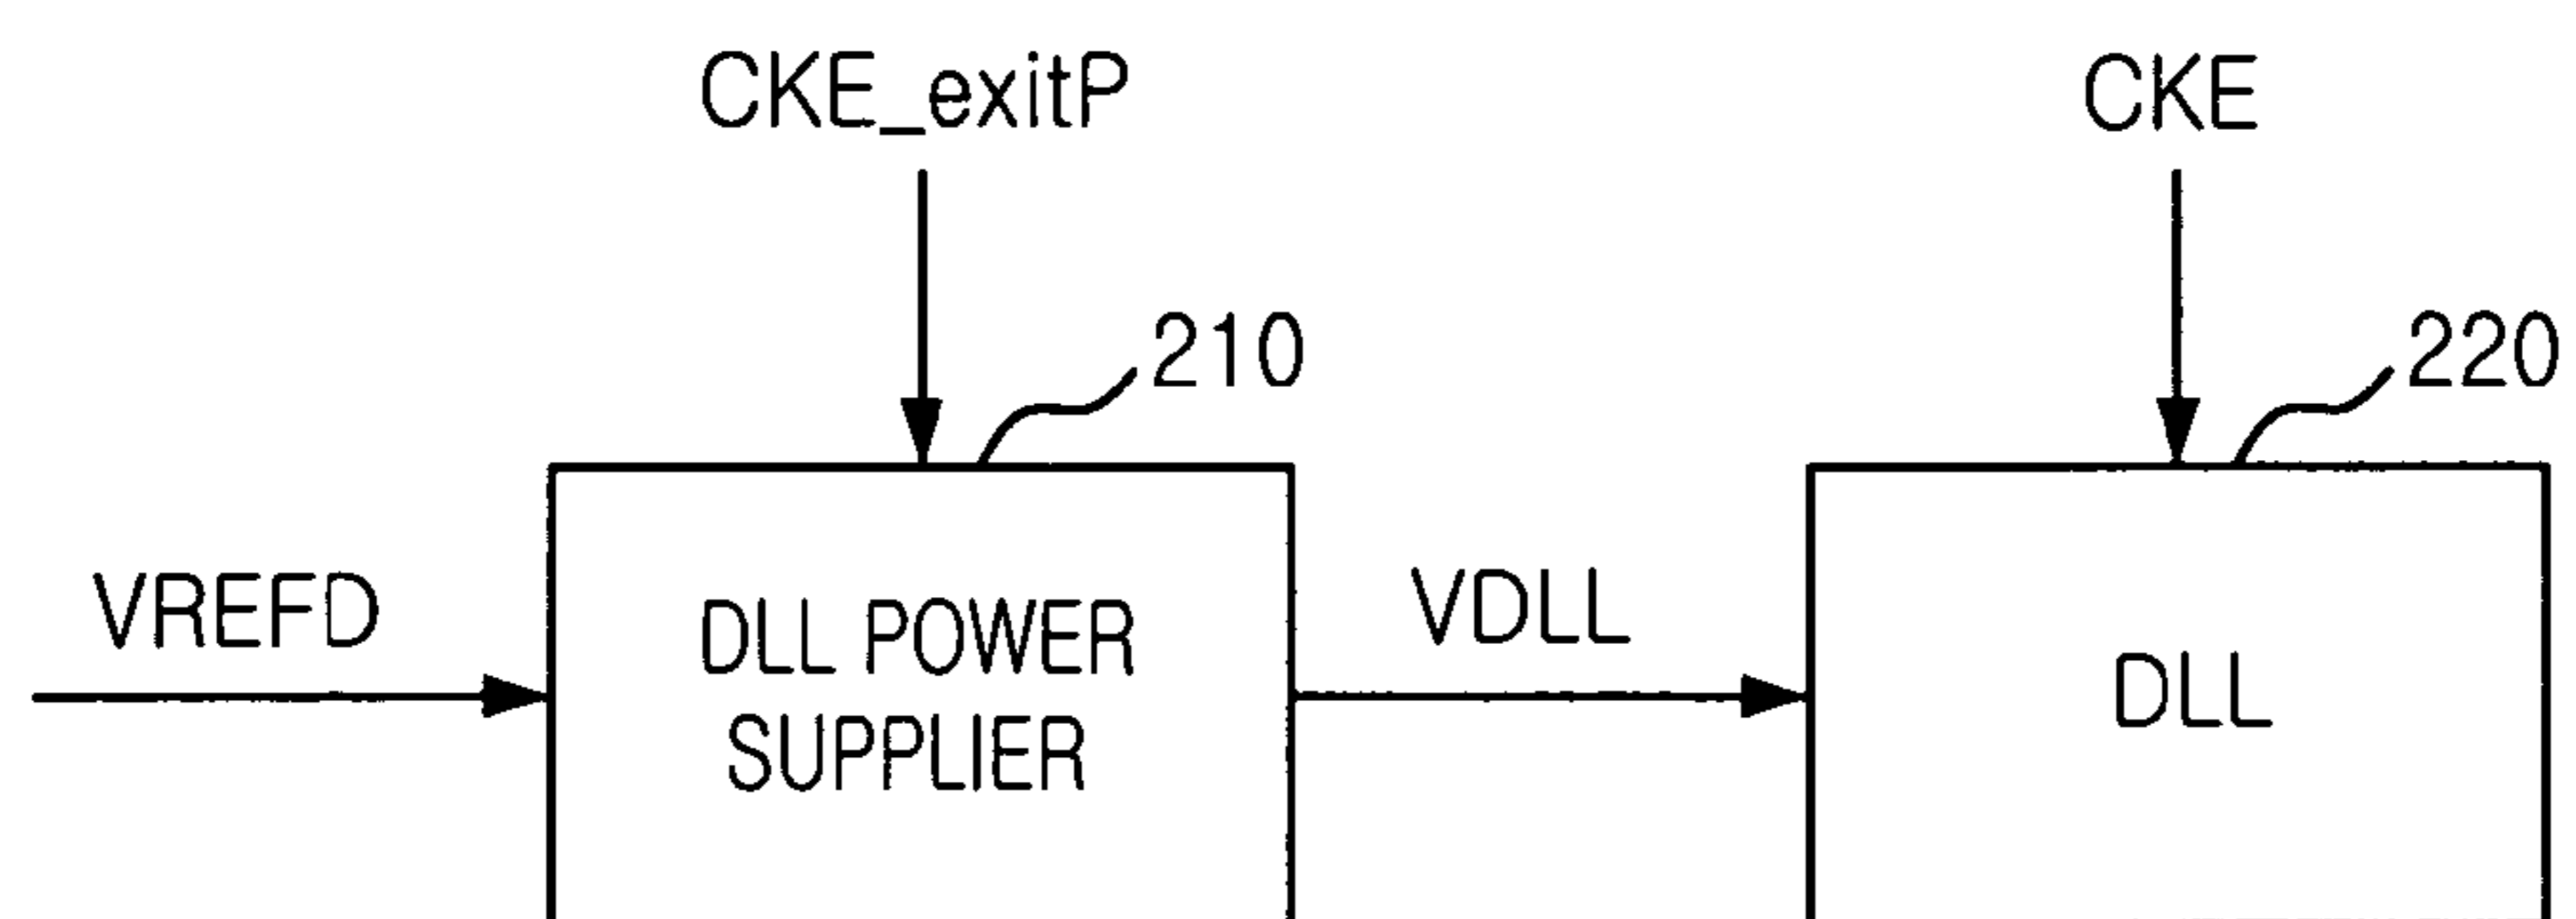 CKE_exitP
CKE
210
220
VREFD
DLL POWER
SUPPLIER
VDLL
DLL